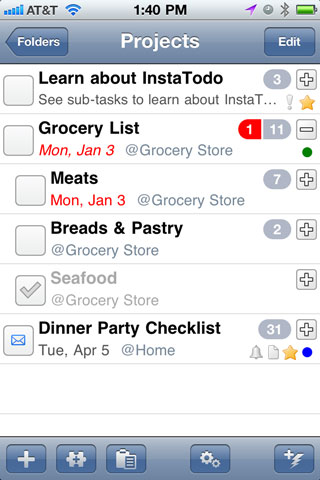 AT&T 1:40 PM
Folders Projects Edit
Learn about InstaTodo 3
See sub-tasks to learn about InstaT...
Grocery List 1 11
Mon, Jan 3 @Grocery Store
Meats 7
Mon, Jan 3 @Grocery Store
Breads & Pastry 2
@Grocery Store
Seafood
@Grocery Store
Dinner Party Checklist 31
Tue, Apr 5 @Home